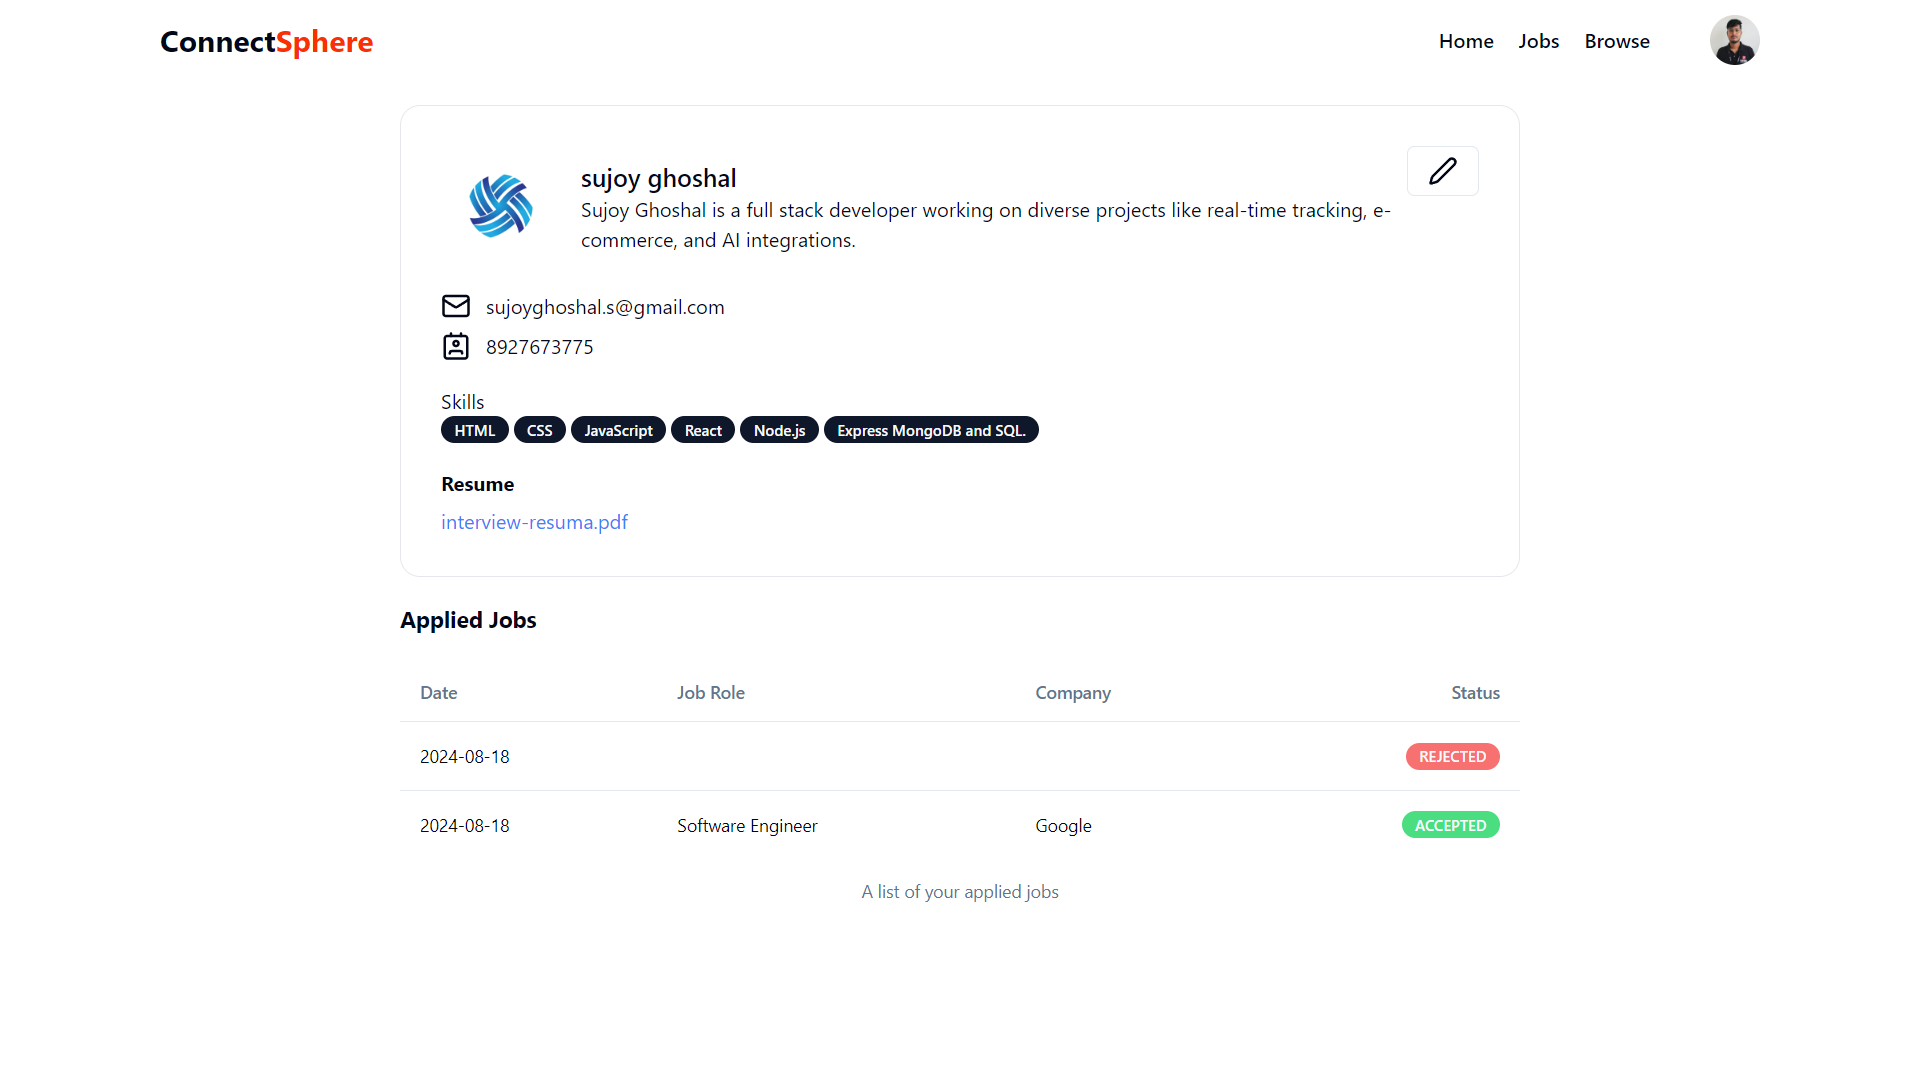 ConnectSphere
Home Jobs Browse
sujoy ghoshal
Sujoy Ghoshal is a full stack developer working on diverse projects like real-time tracking, e-
commerce, and AI integrations.
sujoyghoshal.s@gmail.com
8927673775
Skills
HTML CSS JavaScript React Node.js Express MongoDB and SQL.
Resume
interview-resuma.pdf
Applied Jobs
Date Job Role Company Status
2024-08-18 REJECTED
2024-08-18 Software Engineer Google ACCEPTED
A list of your applied jobs